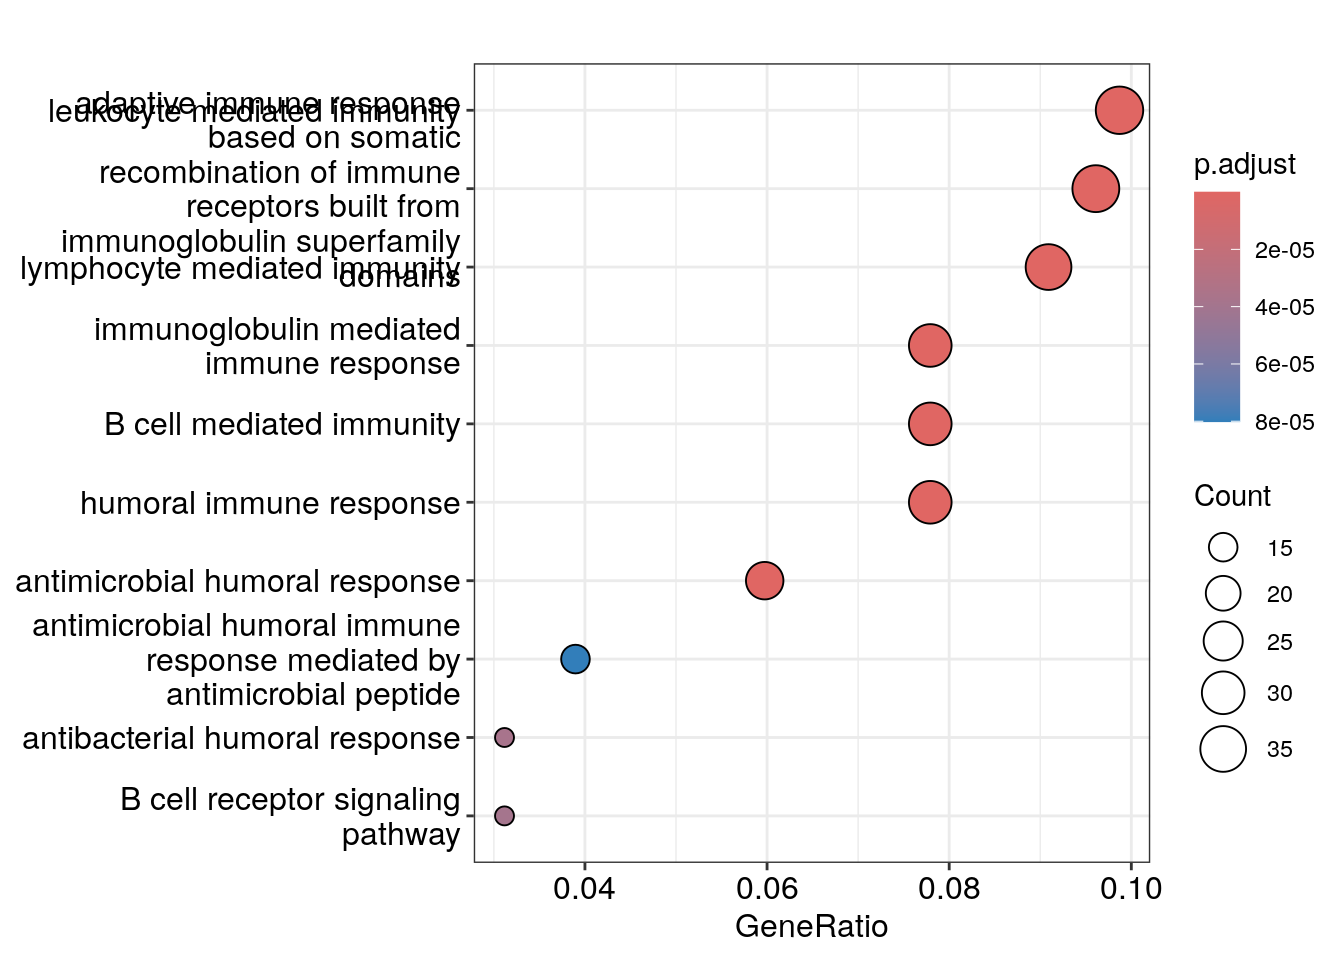 leukocyte mediated immunity
adaptive immune response
based on somatic
recombination of immune
receptors built from
immunoglobulin superfamily
domains
lymphocyte mediated immunity
immunoglobulin mediated
immune response
B cell mediated immunity
humoral immune response
antimicrobial humoral response
antimicrobial humoral immune
response mediated by
antimicrobial peptide
antibacterial humoral response
B cell receptor signaling
pathway
0.04
0.06
0.08
0.10
GeneRatio
p.adjust
2e-05
4e-05
6e-05
8e-05
Count
15
20
25
30
35